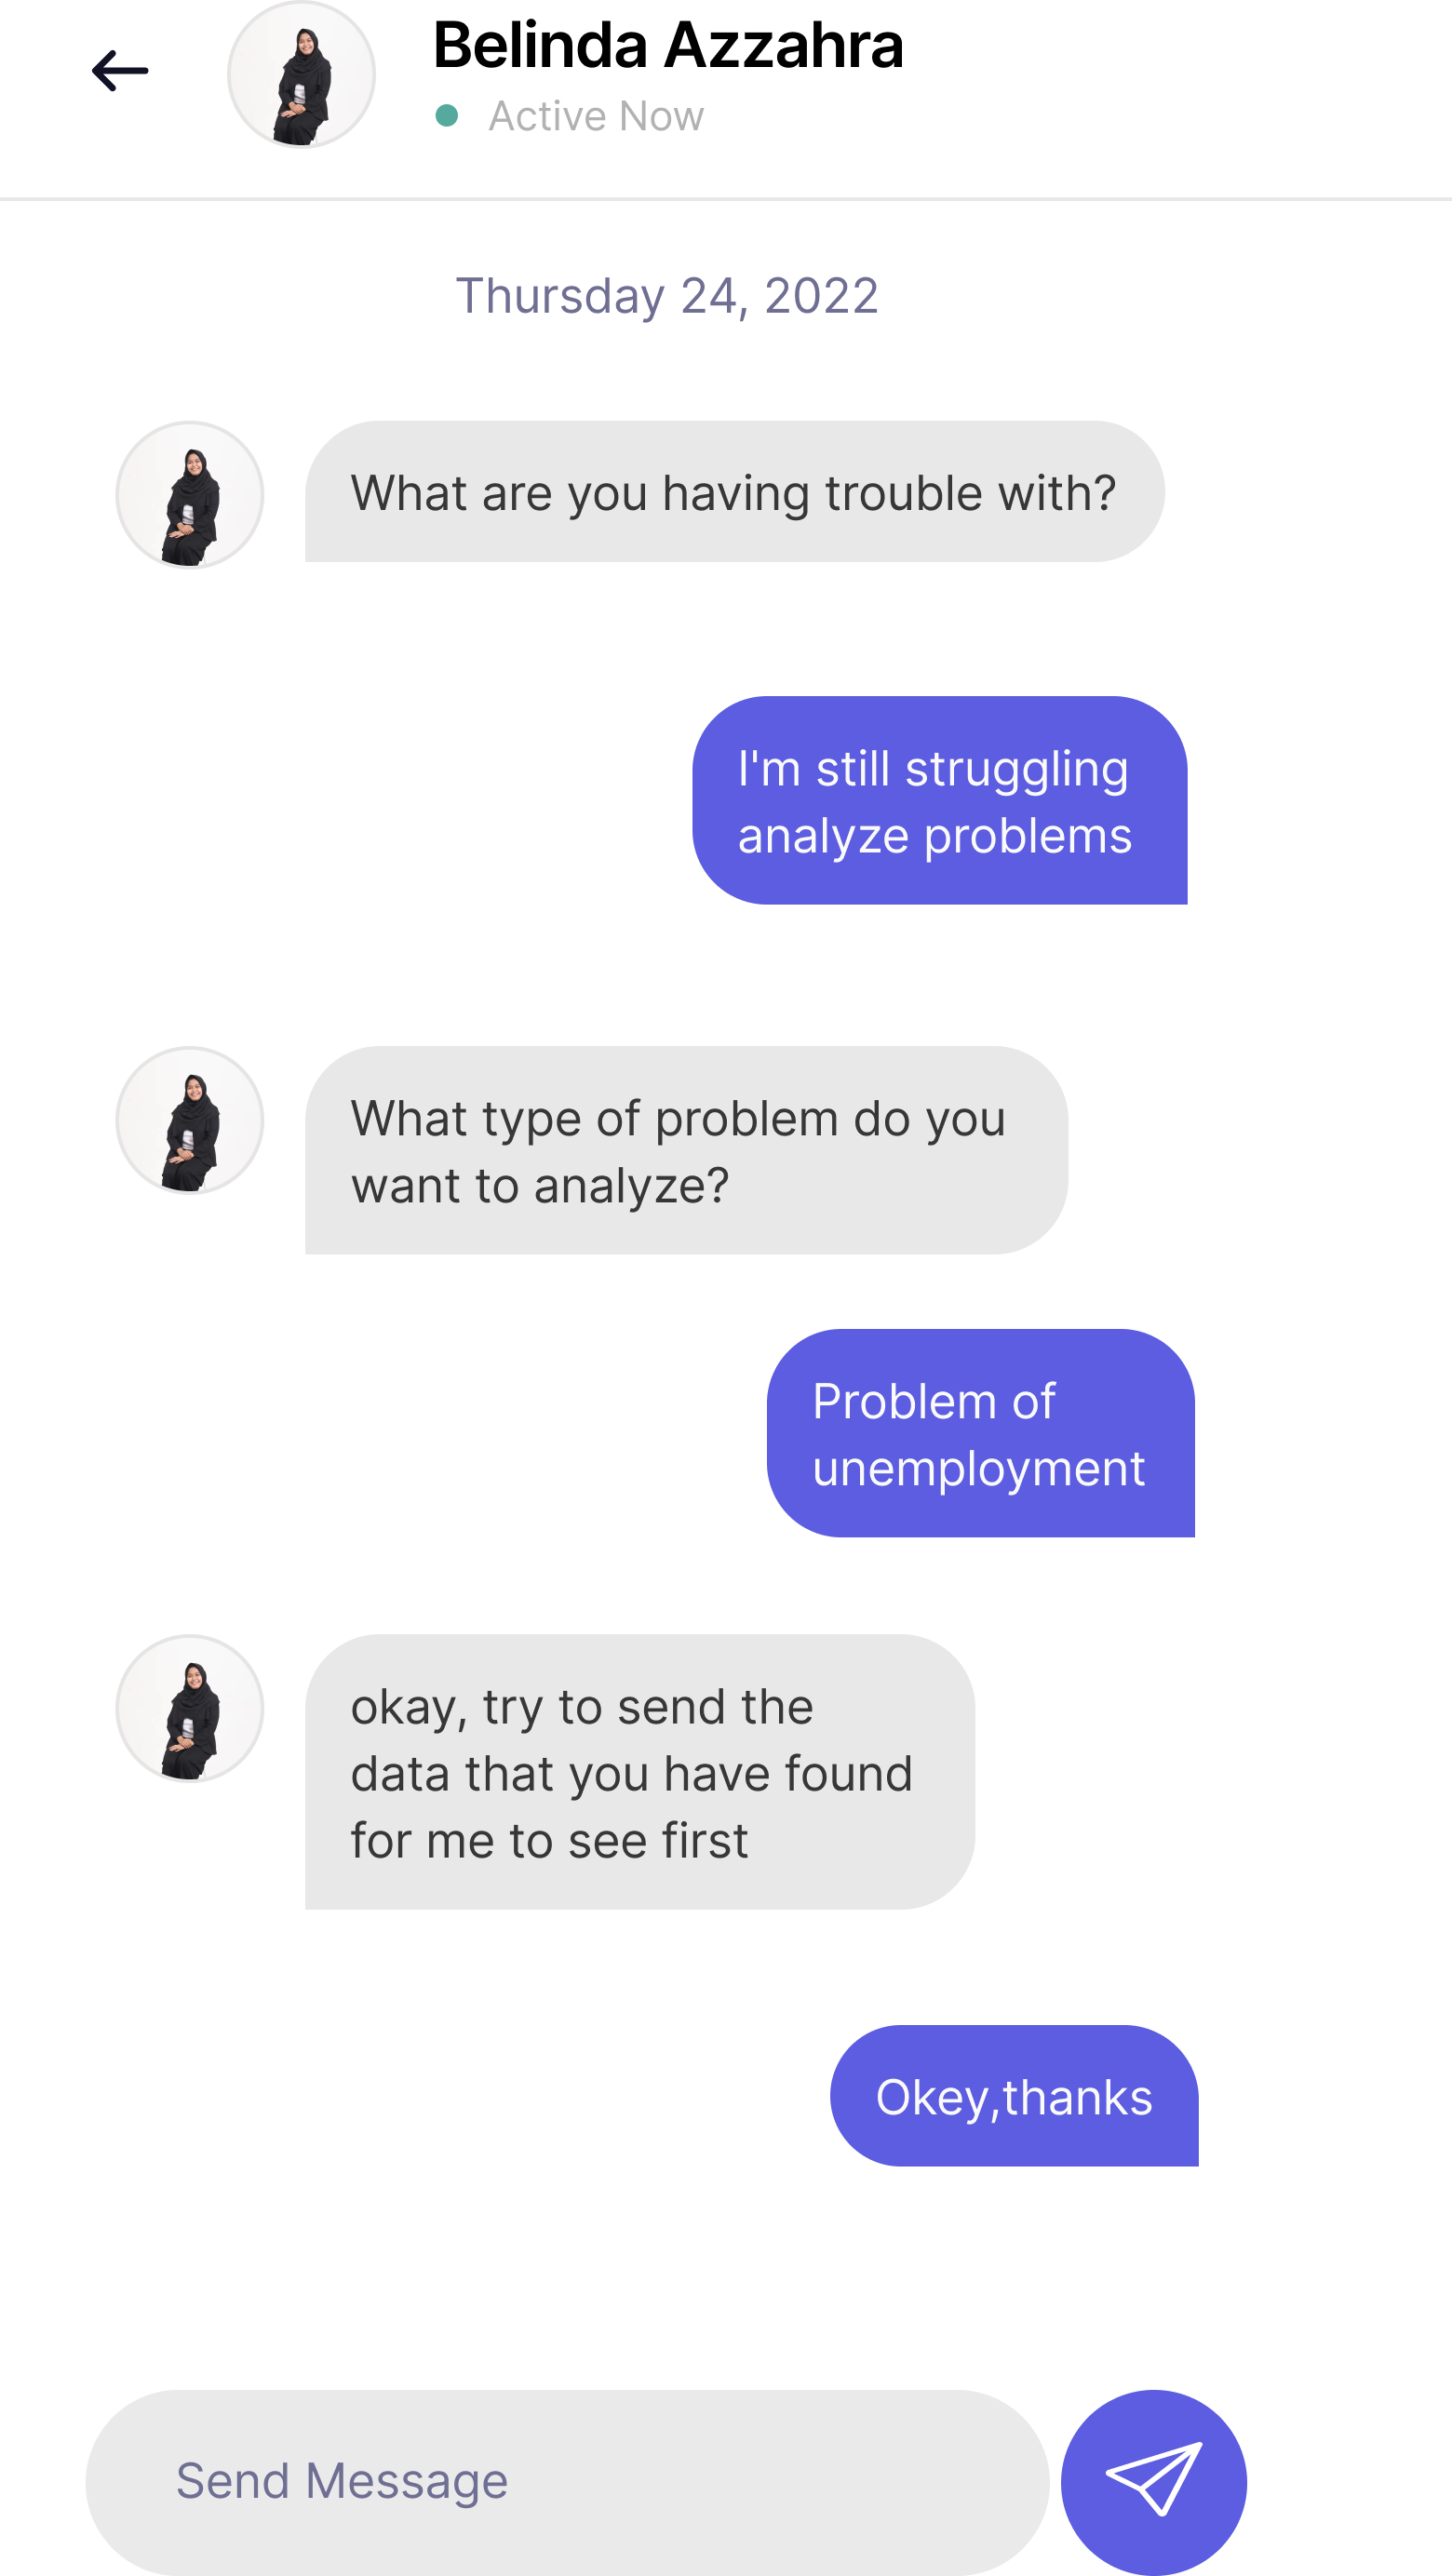 Belinda Azzahra
Active Now
Thursday 24, 2022
What are you having trouble with?
I'm still struggling
analyze problems
What type of problem do you
want to analyze?
Problem of
unemployment
okay, try to send the
data that you have found
for me to see first
Okey,thanks
Send Message